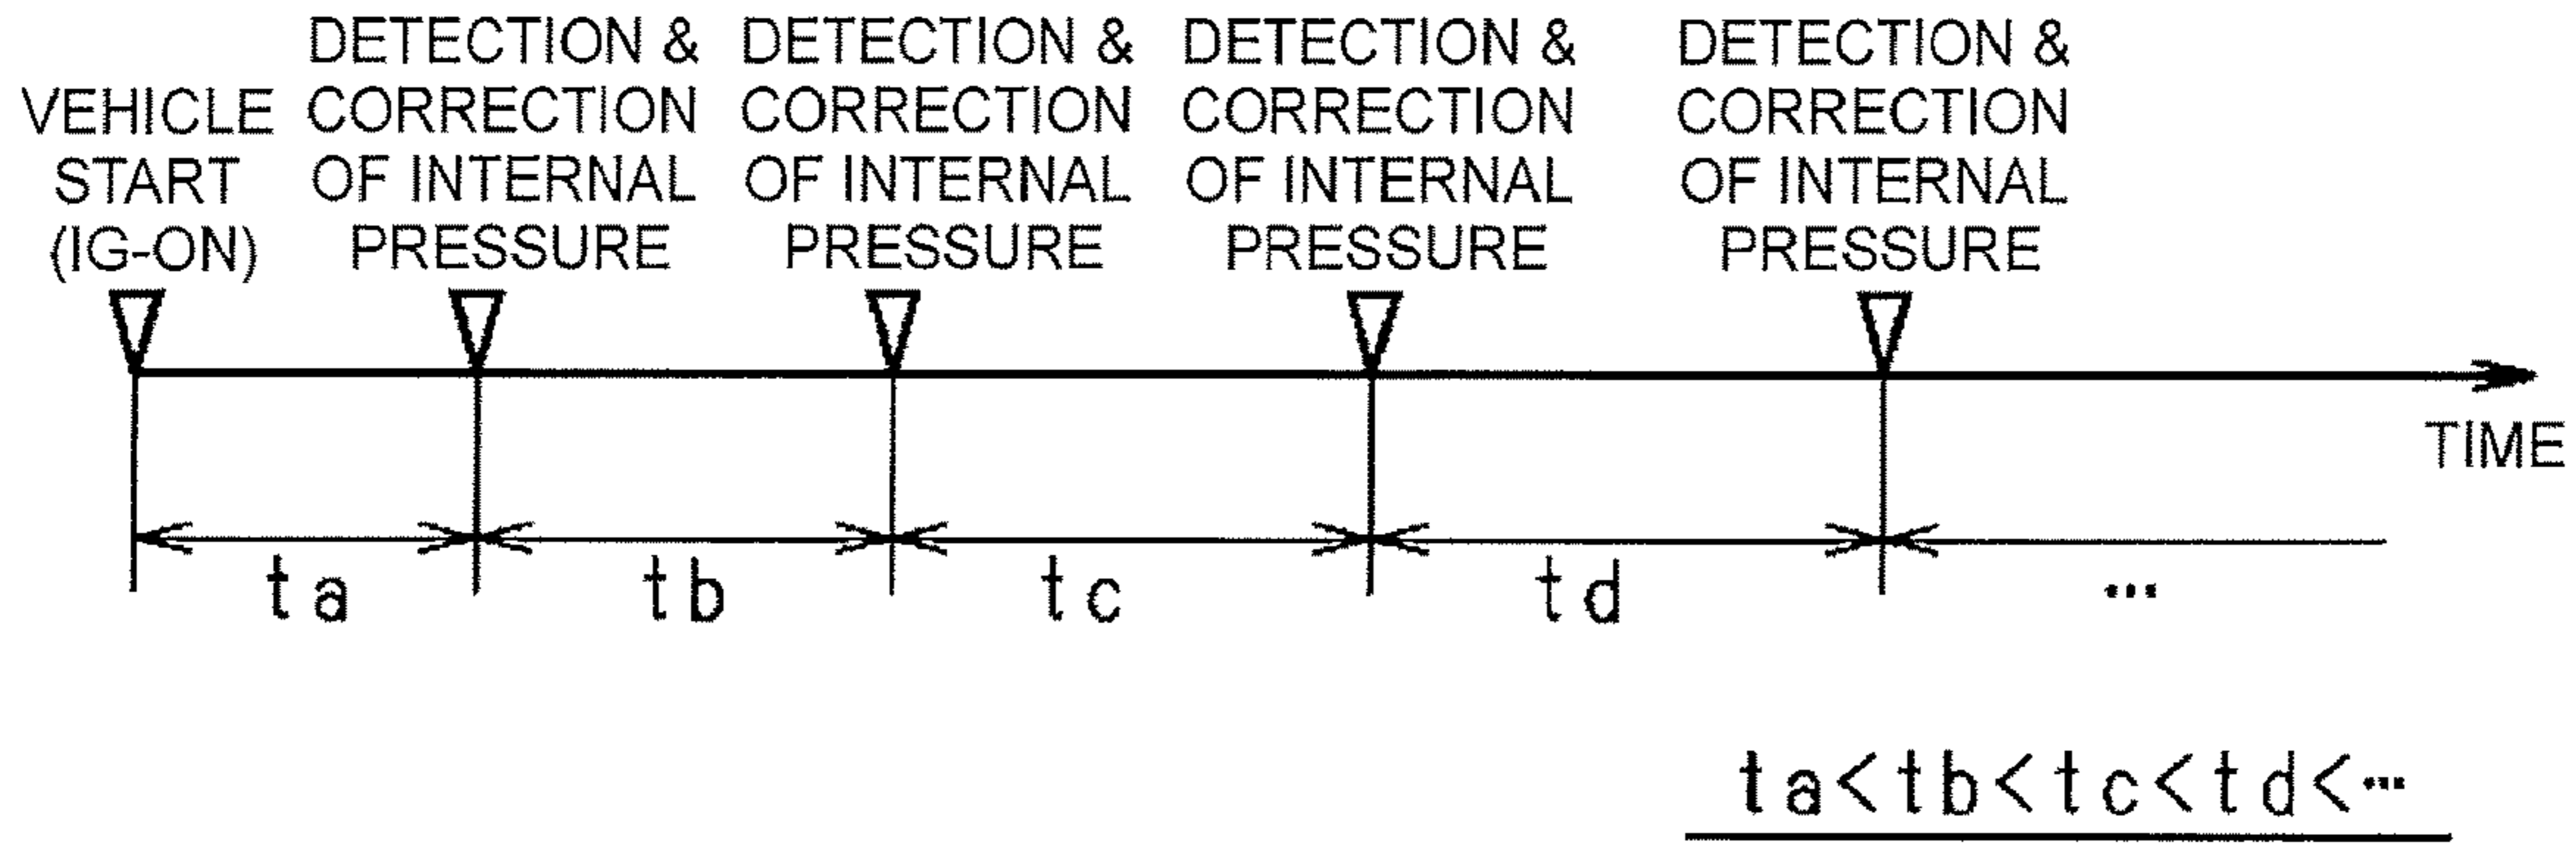 VEHICLE
START
(IG-ON)
DETECTION &
CORRECTION
OF INTERNAL
PRESSURE
DETECTION &
CORRECTION
OF INTERNAL
PRESSURE
DETECTION &
CORRECTION
OF INTERNAL
PRESSURE
DETECTION &
CORRECTION
OF INTERNAL
PRESSURE
TIME
ta
tb
tc
td
…
ta<tb<tc<td<…